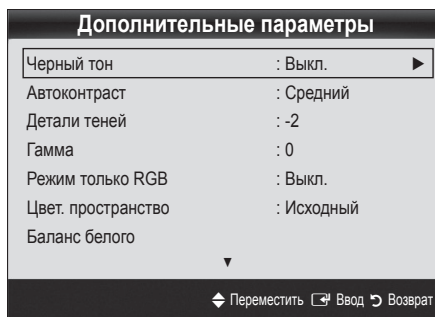 Дополнительные параметры
Черный тон : Выкл. ▶
Автоконтраст : Средний
Детали теней : -2
Гамма : 0
Режим только RGB : Выкл.
Цвет. пространство : Исходный
Баланс белого
▼
Переместить Ввод Возврат